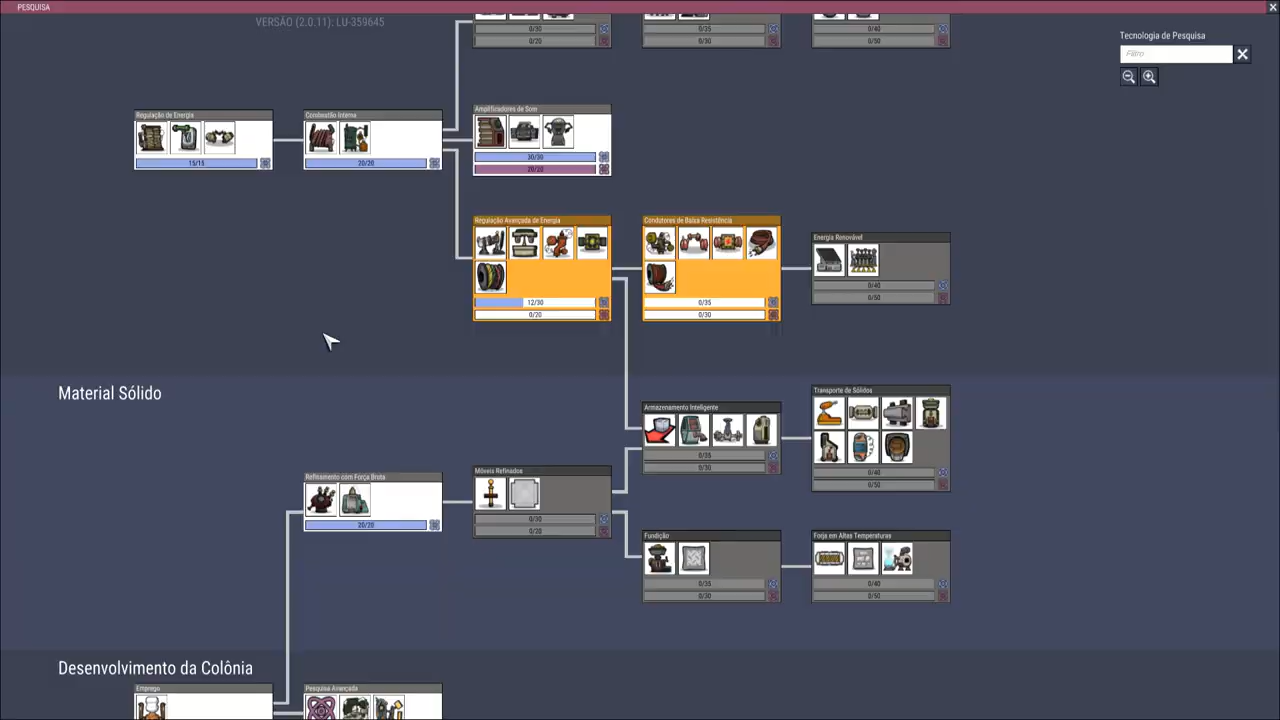 PESQUISA
VERSÃO (2.0.11): LU-359645
Tecnologia de Pesquisa
Filtro
0/30
0/20
0/35
0/30
0/40
0/50
Regulação de Energia
15/15
Combustão Interna
20/20
Amplificadores de Som
30/30
20/20
Regulação Avançada de Energia
12/30
0/20
Condutores de Baixa Resistência
0/35
0/30
Energia Renovável
0/40
0/50
Material Sólido
Armazenamento Inteligente
0/35
0/30
Transporte de Sólidos
0/40
0/50
Refinamento com Força Bruta
20/20
Móveis Refinados
0/30
0/20
Fundição
0/35
0/30
Forja em Altas Temperaturas
0/40
0/50
Desenvolvimento da Colônia
Emprego
Pesquisa Avançada